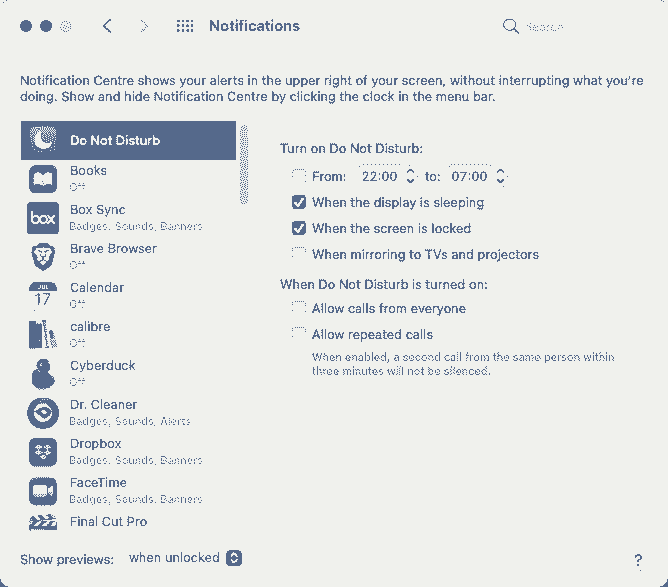 Notifications
Search
Notification Centre shows your alerts in the upper right of your screen, without interrupting what you're
doing. Show and hide Notification Centre by clicking the clock in the menu bar.
Do Not Disturb
Books
Off
box
Box Sync
Badges, Sounds, Banners
Brave Browser
Off
JUL
17
Calendar
Off
calibre
Off
Cyberduck
Off
Dr. Cleaner
Badges, Sounds, Alerts
Dropbox
Badges, Sounds, Banners
FaceTime
Badges, Sounds, Banners
Final Cut Pro
Turn on Do Not Disturb:
From: 22:00 to: 07:00
When the display is sleeping
When the screen is locked
When mirroring to TVs and projectors
When Do Not Disturb is turned on:
Allow calls from everyone
Allow repeated calls
When enabled, a second call from the same person within
three minutes will not be silenced.
Show previews: when unlocked
?